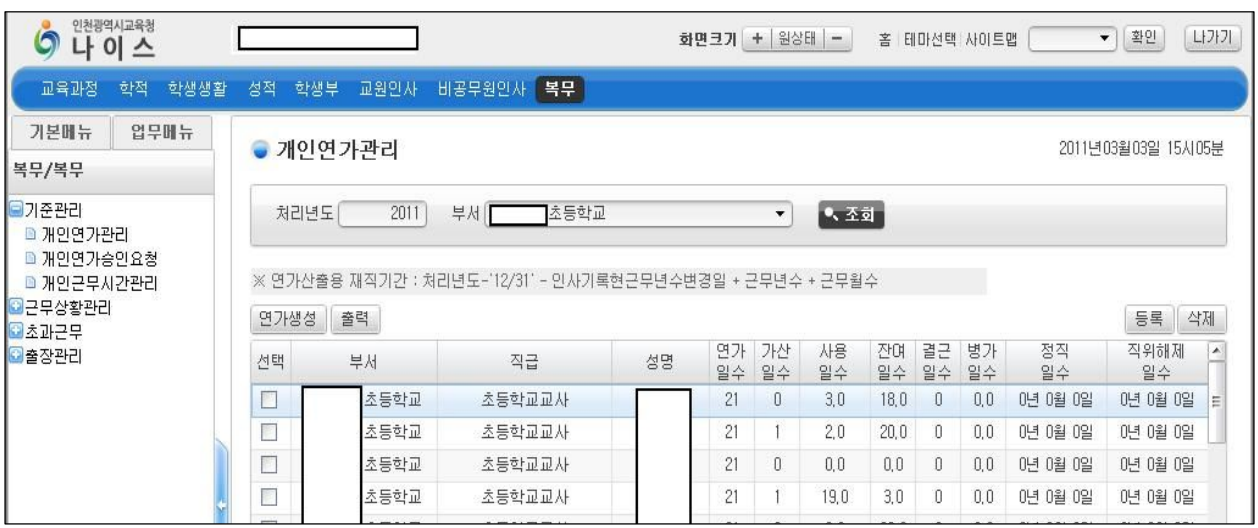 인천광역시교육청
나이스
화면크기 + 원상태 - 홈 테마선택 사이트맵 확인 나가기
교육과정 학적 학생생활 성적 학생부 교원인사 비공무원인사 복무
기본메뉴 업무메뉴
복무/복무
기준관리
개인연가관리
개인연가승인요청
개인근무시간관리
근무상황관리
초과근무
출장관리
개인연가관리 2011년03월03일 15시05분
처리년도 2011 부서 초등학교 조회
※ 연가산출용 재직기간 : 처리년도-'12/31' - 인사기록현근무년수변경일 + 근무년수 + 근무월수
연가생성 출력 등록 삭제
선택 부서 직급 성명 연가일수 가산일수 사용일수 잔여일수 결근일수 병가일수 정직일수 직위해제일수
초등학교 초등학교교사 21 0 3,0 18,0 0 0,0 0년 0월 0일 0년 0월 0일
초등학교 초등학교교사 21 1 2,0 20,0 0 0,0 0년 0월 0일 0년 0월 0일
초등학교 초등학교교사 21 0 0,0 0,0 0 0,0 0년 0월 0일 0년 0월 0일
초등학교 초등학교교사 21 1 19,0 3,0 0 0,0 0년 0월 0일 0년 0월 0일